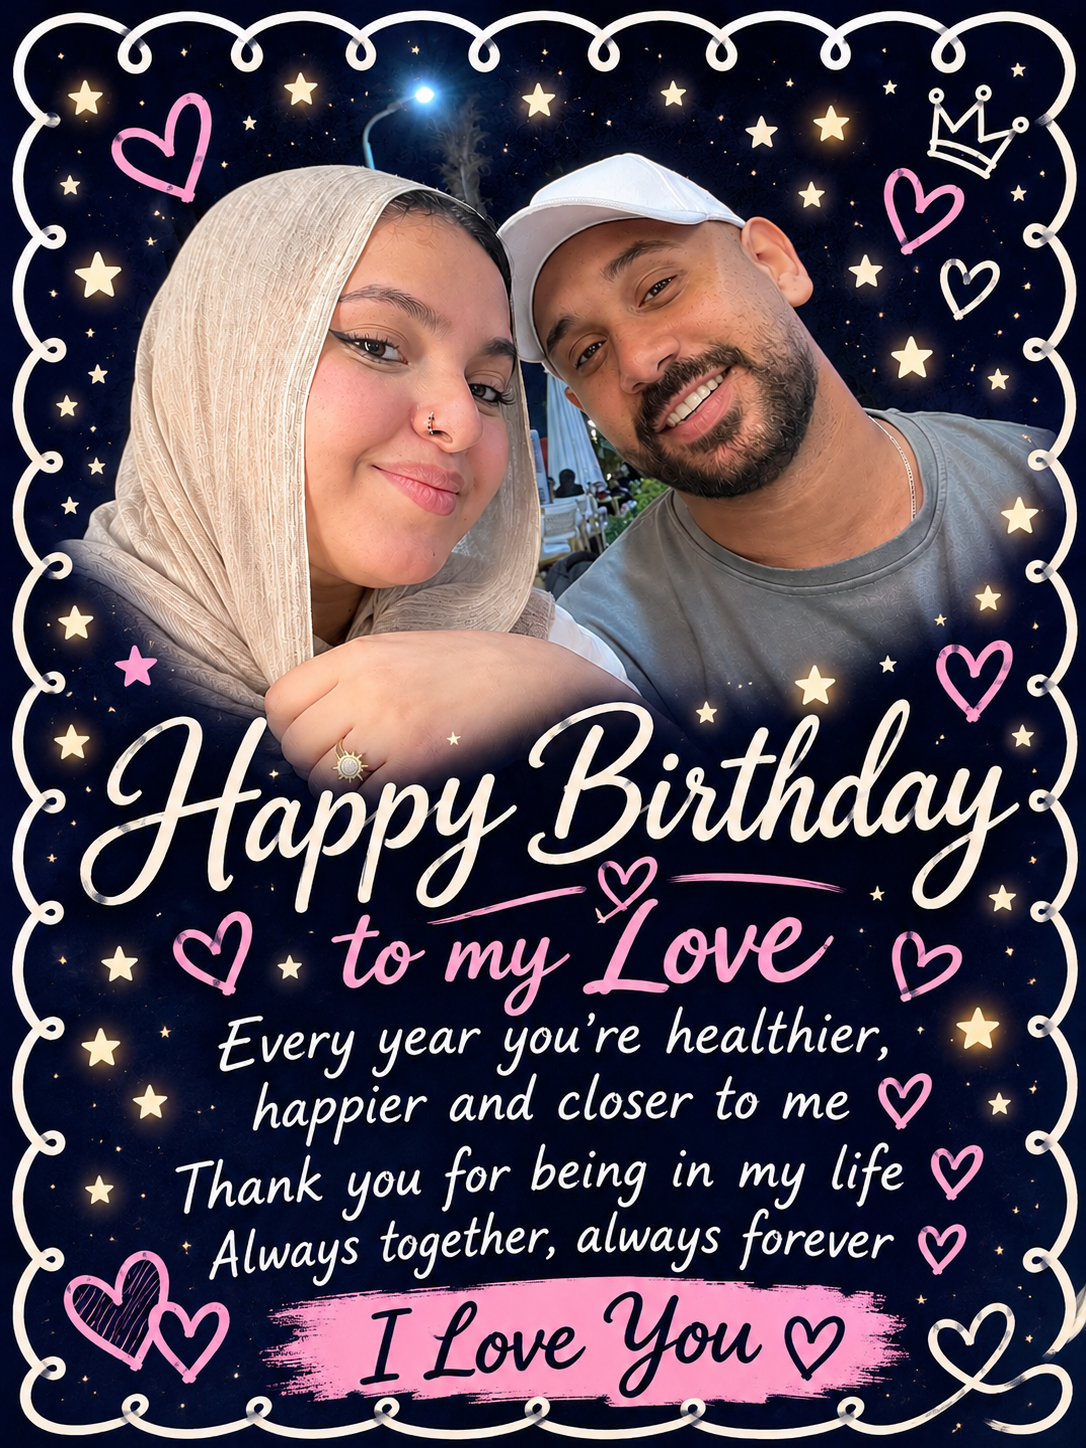 Happy Birthday
to my Love
Every year you’re healthier,
happier and closer to me
Thank you for being in my life
Always together, always forever
I Love You